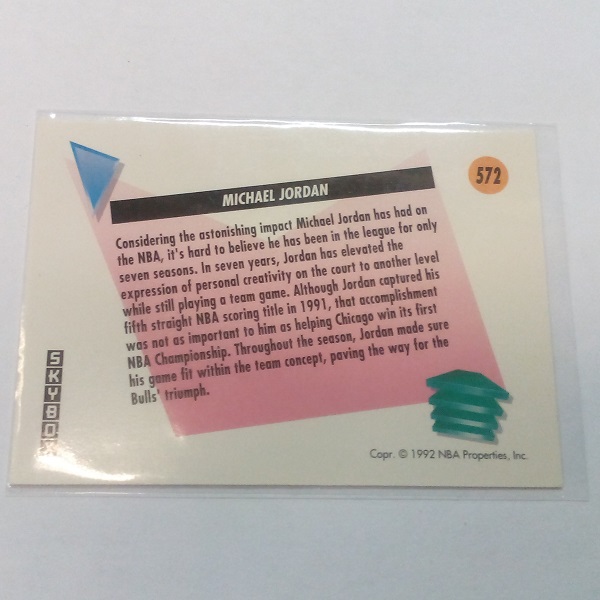 572
MICHAEL JORDAN
Considering the astonishing impact Michael Jordan has had on
the NBA, it's hard to believe he has been in the league for only
seven seasons. In seven years, Jordan has elevated the
expression of personal creativity on the court to another level
while still playing a team game. Although Jordan captured his
fifth straight NBA scoring title in 1991, that accomplishment
was not as important to him as helping Chicago win its first
NBA Championship. Throughout the season, Jordan made sure
his game fit within the team concept, paving the way for the
Bulls' triumph.
SKYBOX
Copr. © 1992 NBA Properties, Inc.